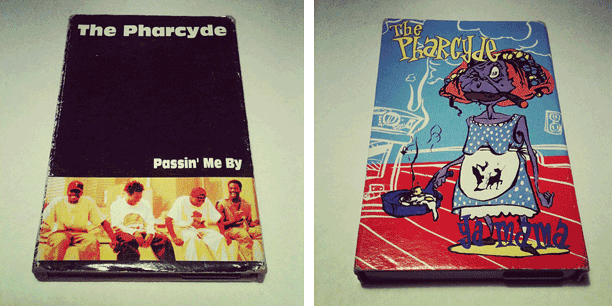 The Pharcyde
Passin' Me By
The
Pharcyde
ya mama